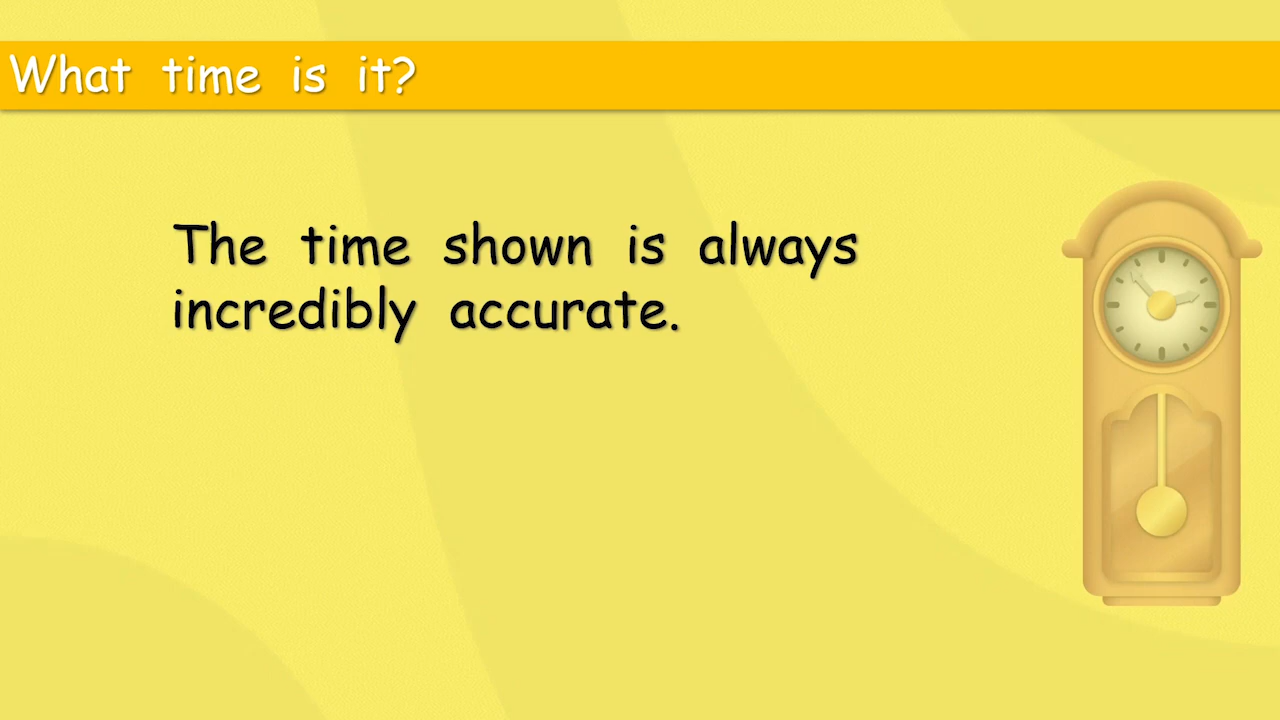 What time is it?
The time shown is always
incredibly accurate.